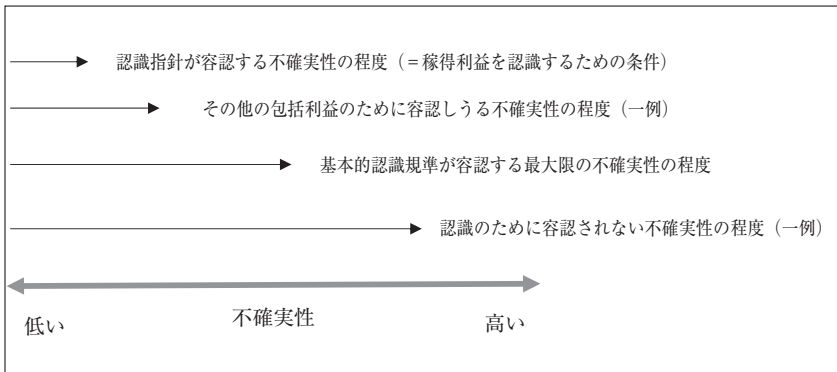 認識指針が容認する不確実性の程度（=稼得利益を認識するための条件）
その他の包括利益のために容認しうる不確実性の程度（一例）
基本的認識規準が容認する最大限の不確実性の程度
認識のために容認されない不確実性の程度（一例）
低い 不確実性 高い